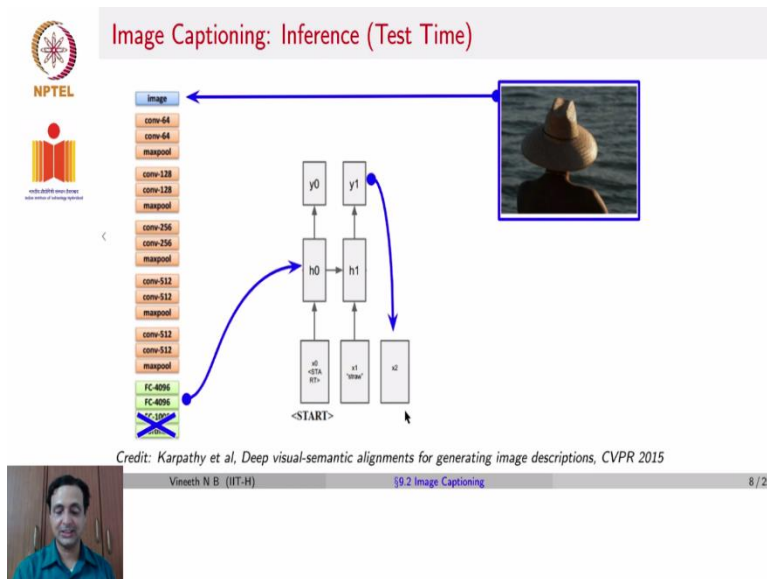 Image Captioning: Inference (Test Time)
NPTEL
image
conv-64
conv-64
maxpool
conv-128
conv-128
maxpool
conv-256
conv-256
maxpool
conv-512
conv-512
maxpool
conv-512
conv-512
maxpool
FC-4096
FC-4096
y0
y1
h0
h1
x0
<STA
RT>
x1
"straw"
x2
<START>
Credit: Karpathy et al, Deep visual-semantic alignments for generating image descriptions, CVPR 2015
Vineeth N B (IIT-H)
§9.2 Image Captioning
8 / 2